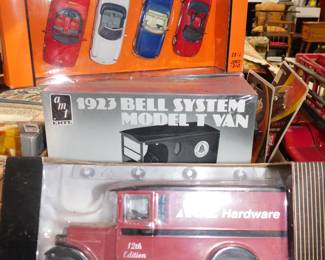 amt
ERTL
1923 BELL SYSTEM
MODEL T VAN
Hardware
12th
Edition